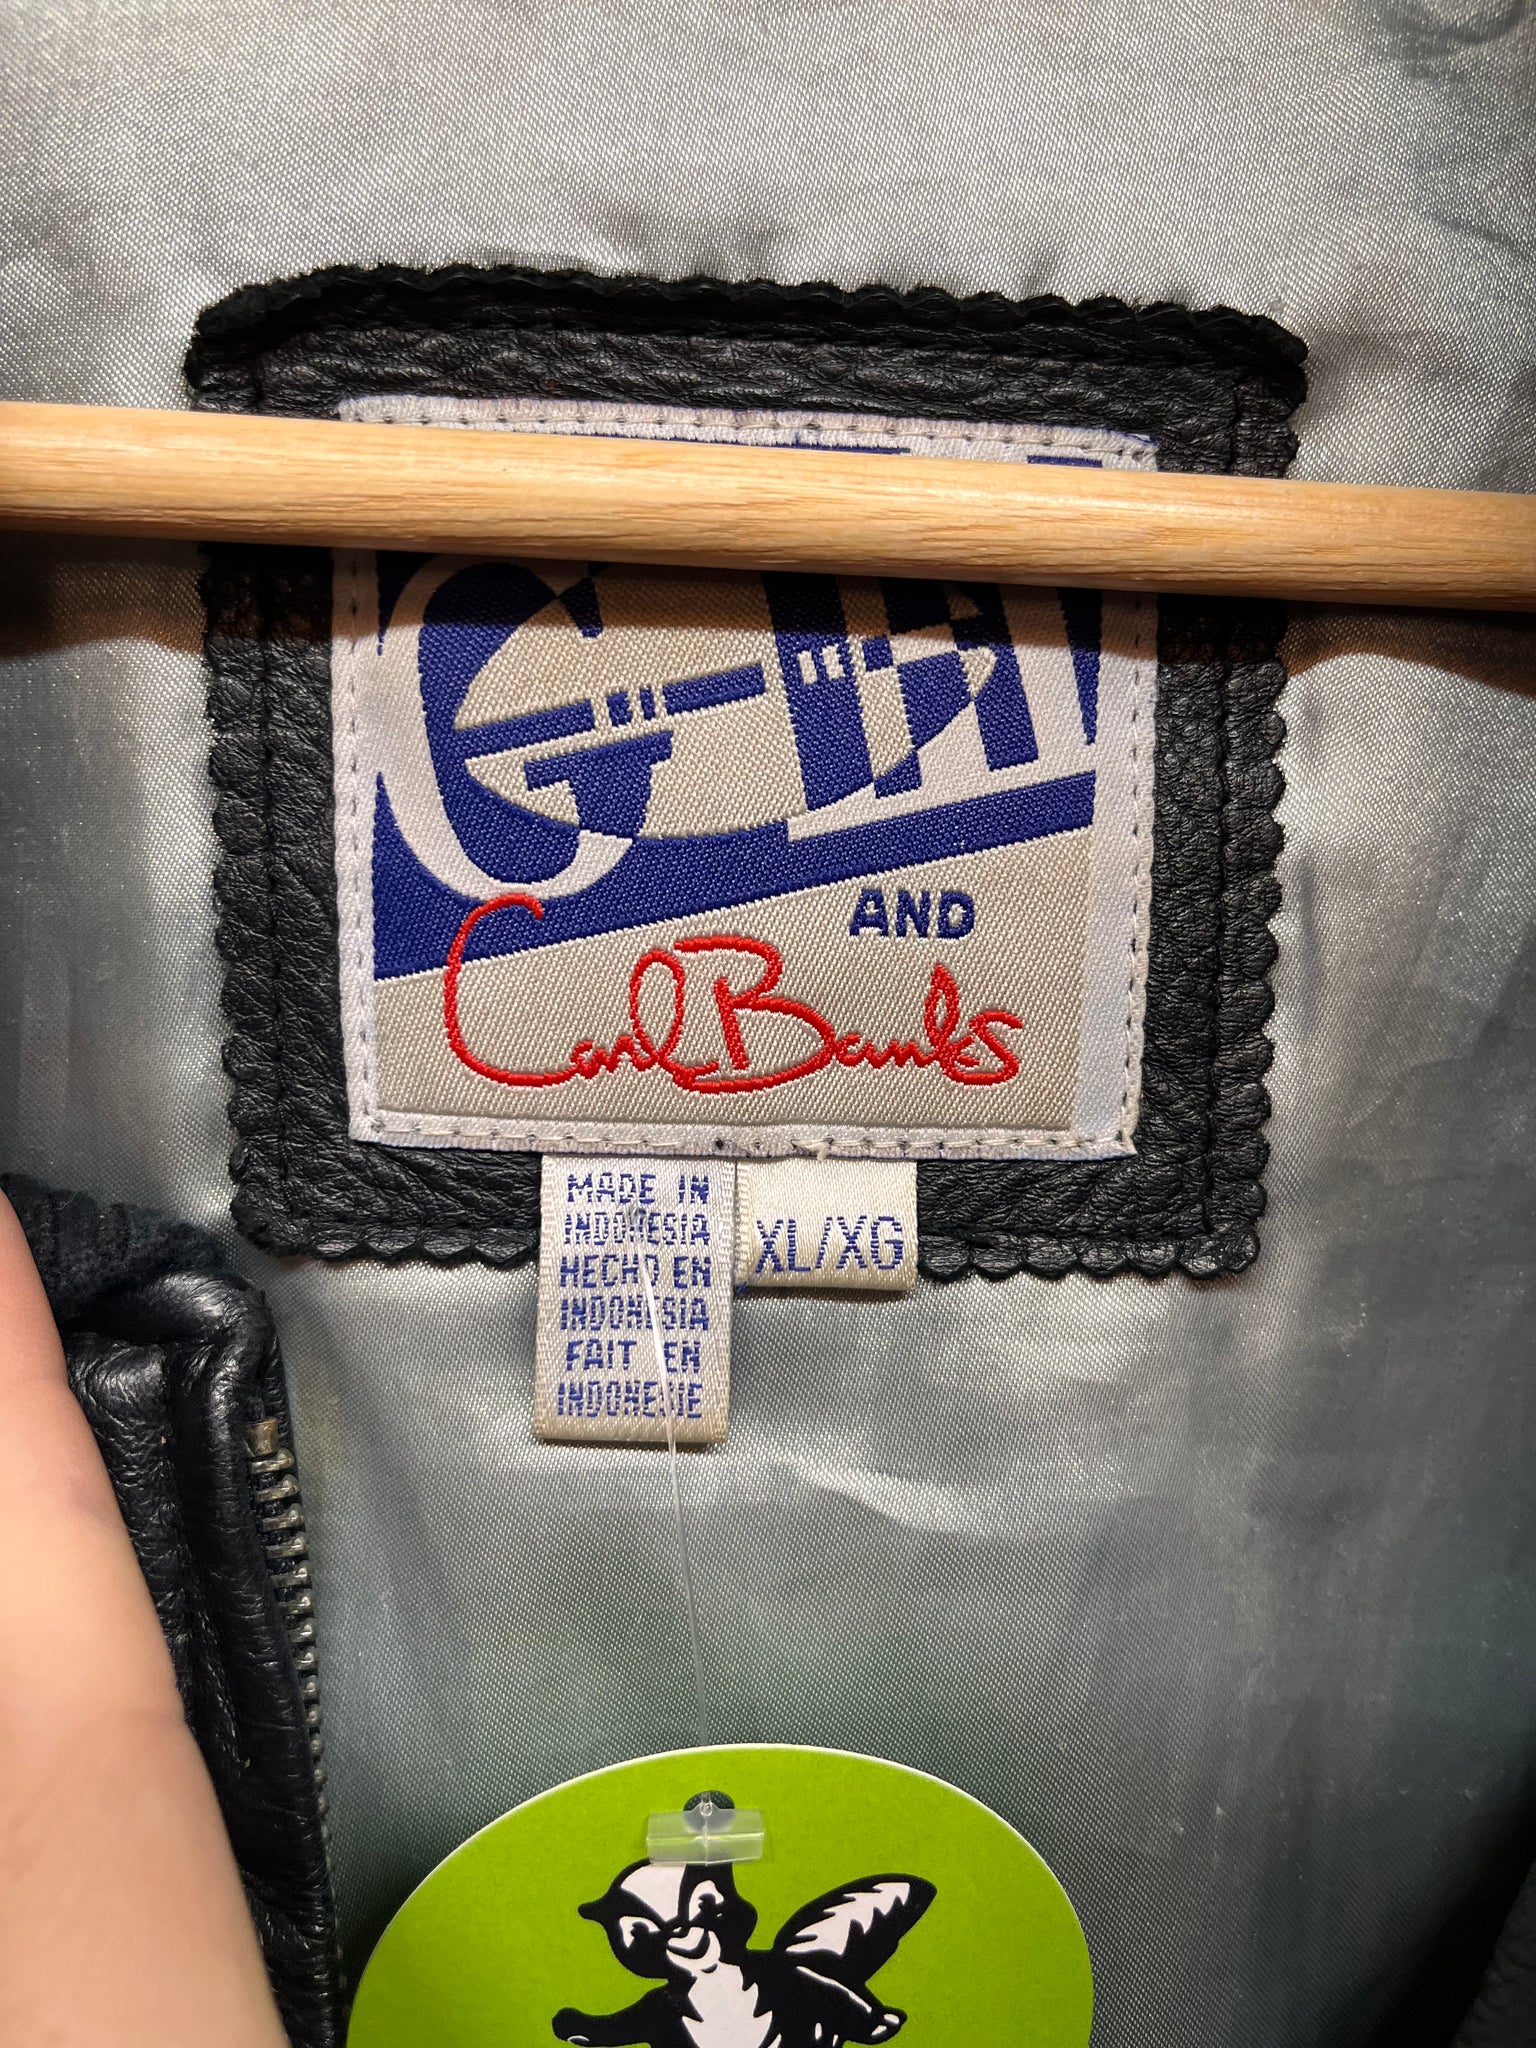 G-III
AND
Carl Banks
MADE IN
INDONESIA
HECHO EN
INDONESIA
FAIT EN
INDONESIE
XL/XG